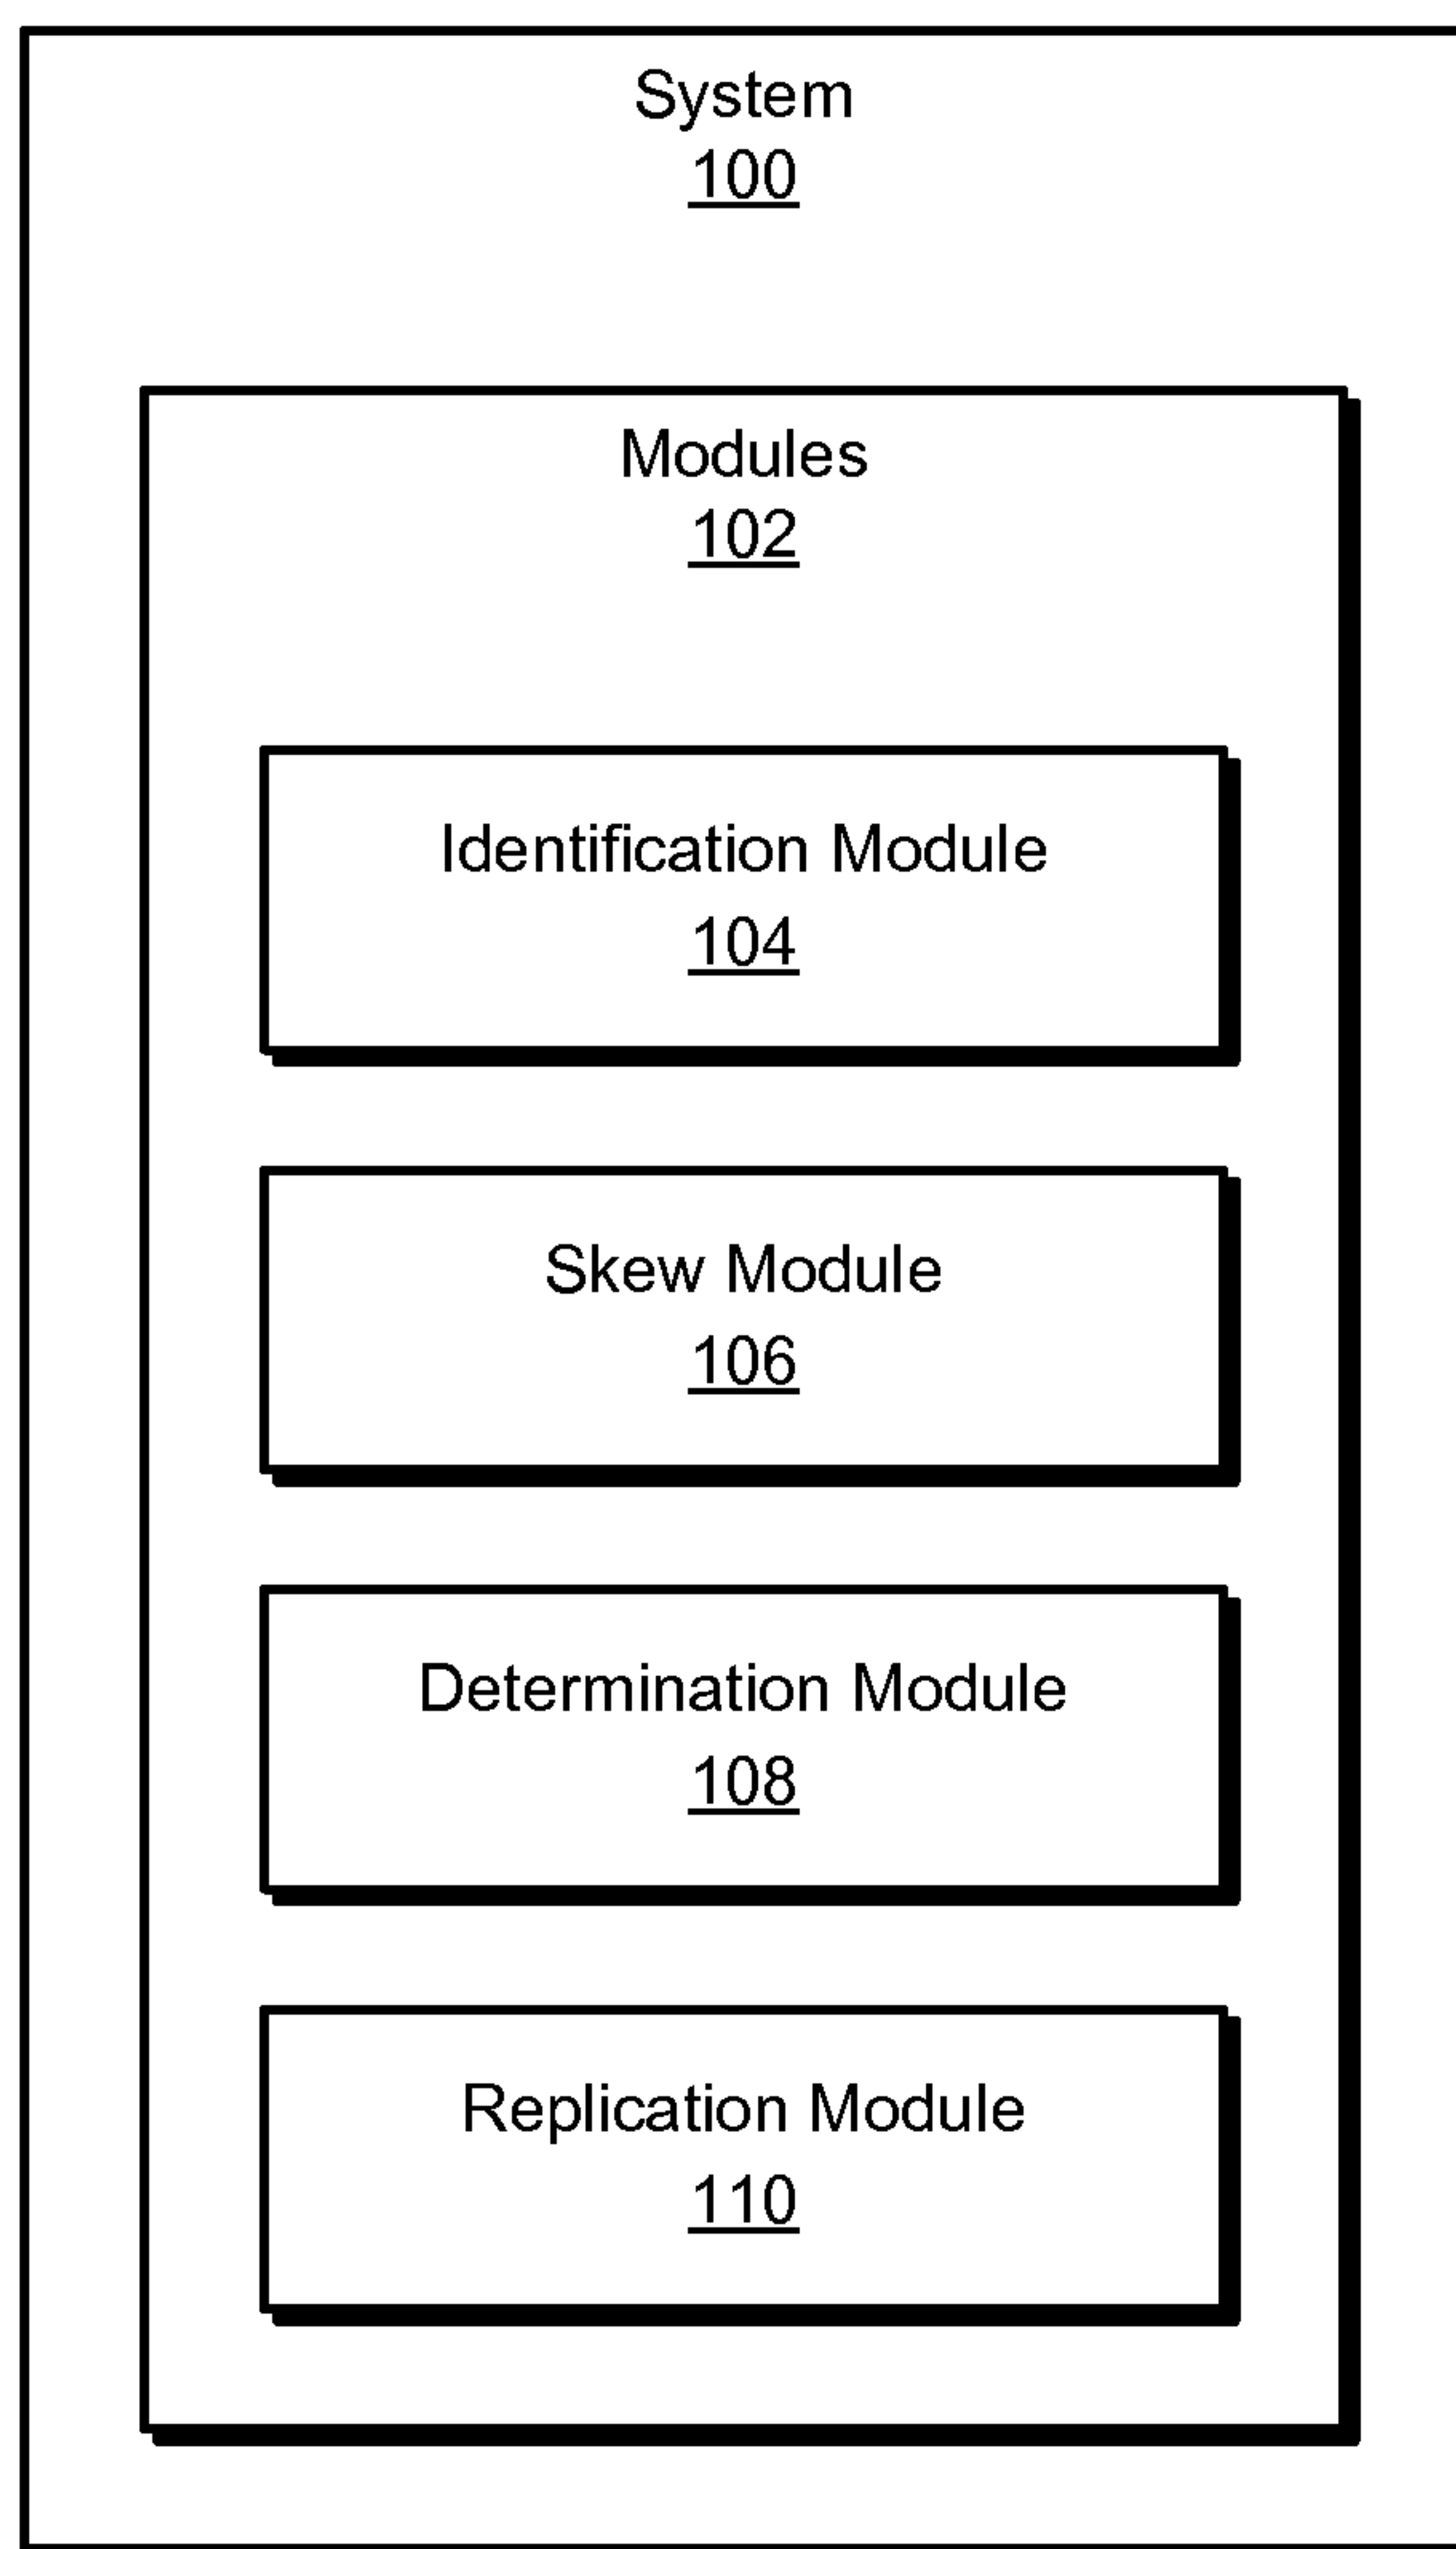 System
100
Modules
102
Identification Module
104
Skew Module
106
Determination Module
108
Replication Module
110